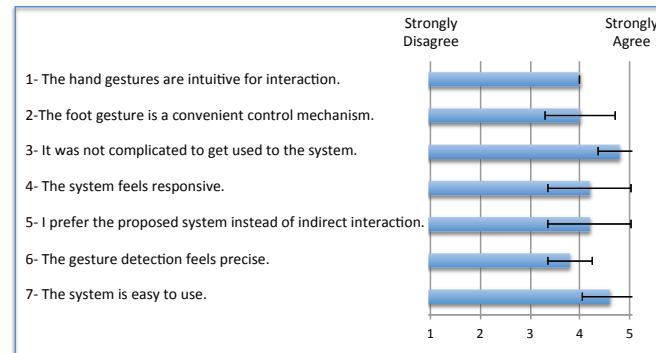 Strongly
Disagree
Strongly
Agree
1- The hand gestures are intuitive for interaction.
2-The foot gesture is a convenient control mechanism.
3- It was not complicated to get used to the system.
4- The system feels responsive.
5- I prefer the proposed system instead of indirect interaction.
6- The gesture detection feels precise.
7- The system is easy to use.
1 2 3 4 5